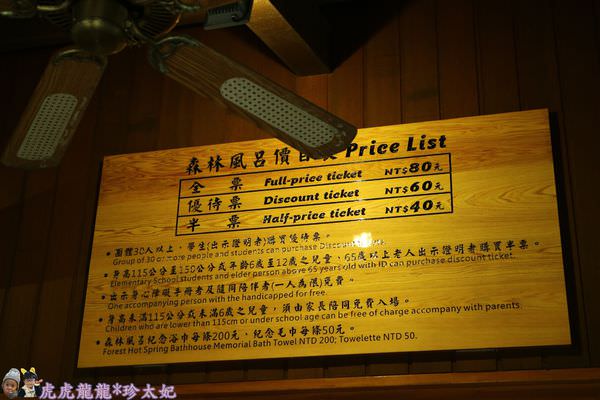 森林風呂價目表 Price List
全票 Full-price ticket NT$80元
優待票 Discount ticket NT$60元
半票 Half-price ticket NT$40元
•團體30人以上、學生(出示證明者)購買優待票。
Group of 30 or more people and students can purchase Discount
•身高115公分至150公分或年齡6歲至12歲之兒童、65歲以上老人出示證明者購買半票。
Elementary School students and elder person above 65 years old with ID can purchase discount ticket.
•出示身心障礙手冊者及隨同陪伴者(一人為限)免費。
One accompanying person with the handicapped for free.
•身高未滿115公分或未滿6歲之兒童，須由家長陪同免費入場。
Children who are lower than 115cm or under school age can be free of charge accompany with parents.
•森林風呂紀念浴巾每條200元，紀念毛巾每條50元。
Forest Hot Spring Bathhouse Memorial Bath Towel NTD 200; Towelette NTD 50.
虎虎龍龍*珍太妃